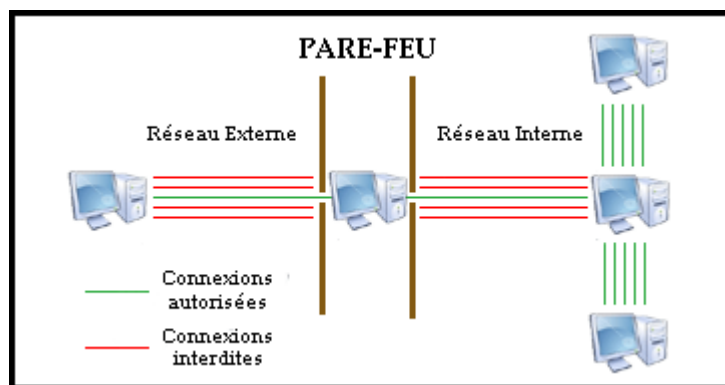 PARE-FEU
Réseau Externe
Réseau Interne
Connexions
autorisées
Connexions
interdites